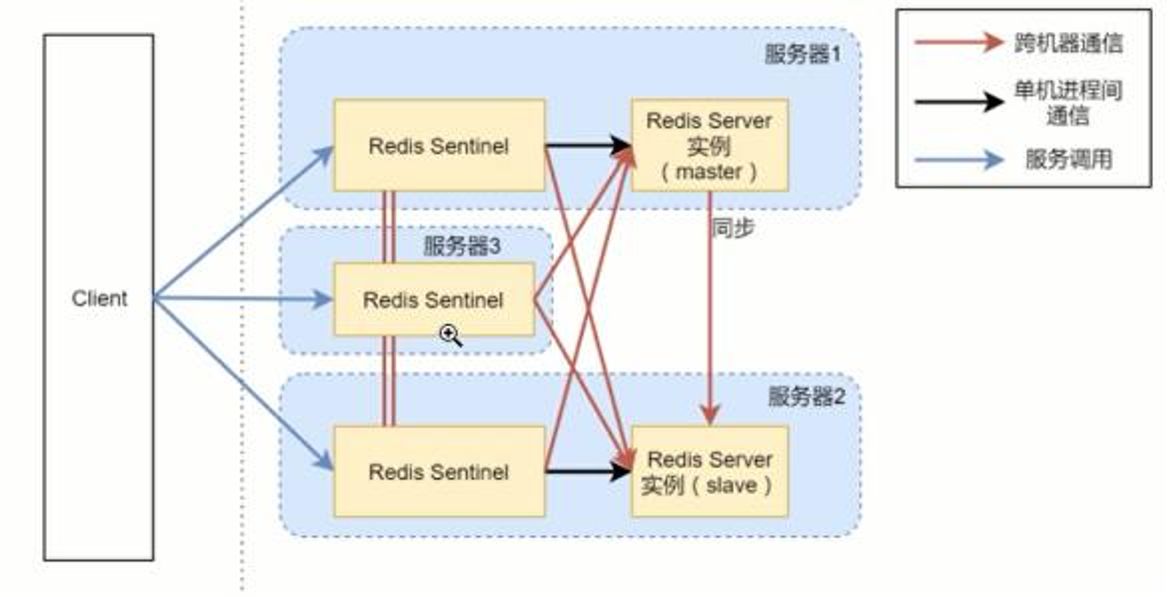 服务器1
Redis Sentinel
Redis Server
实例
（master）
同步
服务器3
Client
Redis Sentinel
服务器2
Redis Sentinel
Redis Server
实例（slave）
跨机器通信
单机进程间
通信
服务调用